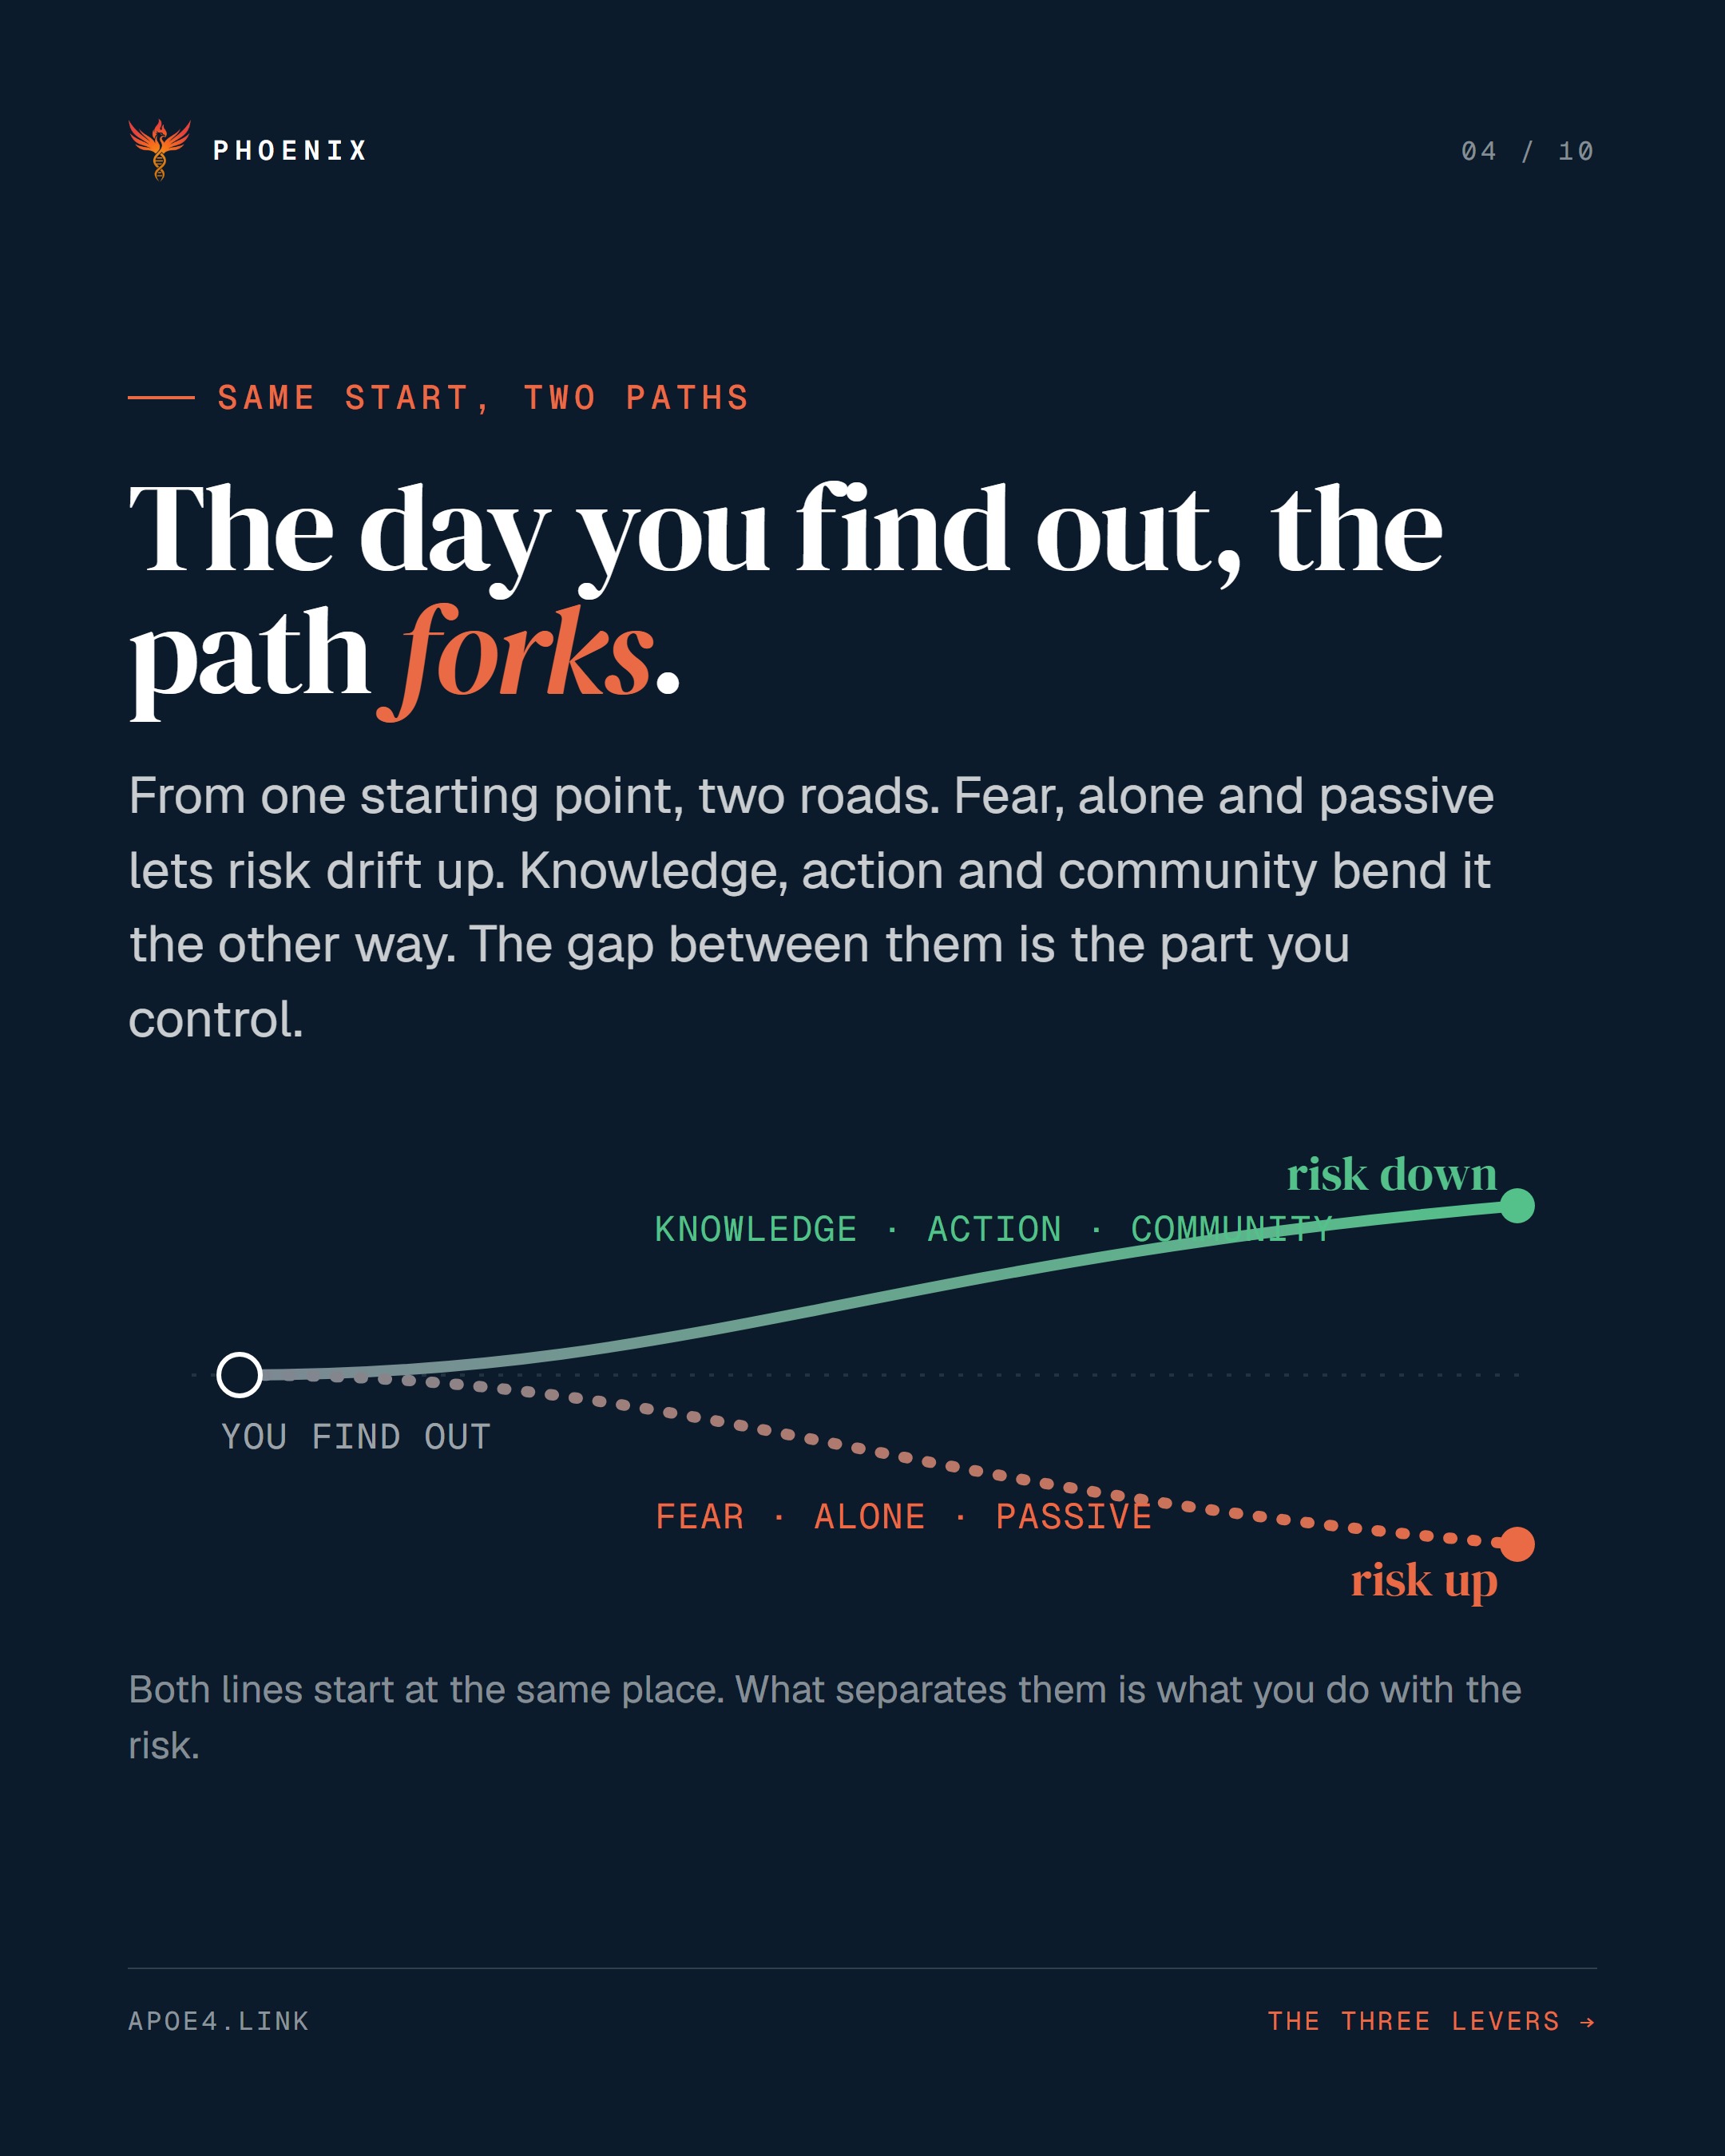 PHOENIX
04 / 10
SAME START, TWO PATHS
The day you find out, the
path forks.
From one starting point, two roads. Fear, alone and passive
lets risk drift up. Knowledge, action and community bend it
the other way. The gap between them is the part you
control.
risk down
KNOWLEDGE · ACTION · COMMUNITY
YOU FIND OUT
FEAR · ALONE · PASSIVE
risk up
Both lines start at the same place. What separates them is what you do with the
risk.
APOE4.LINK
THE THREE LEVERS →